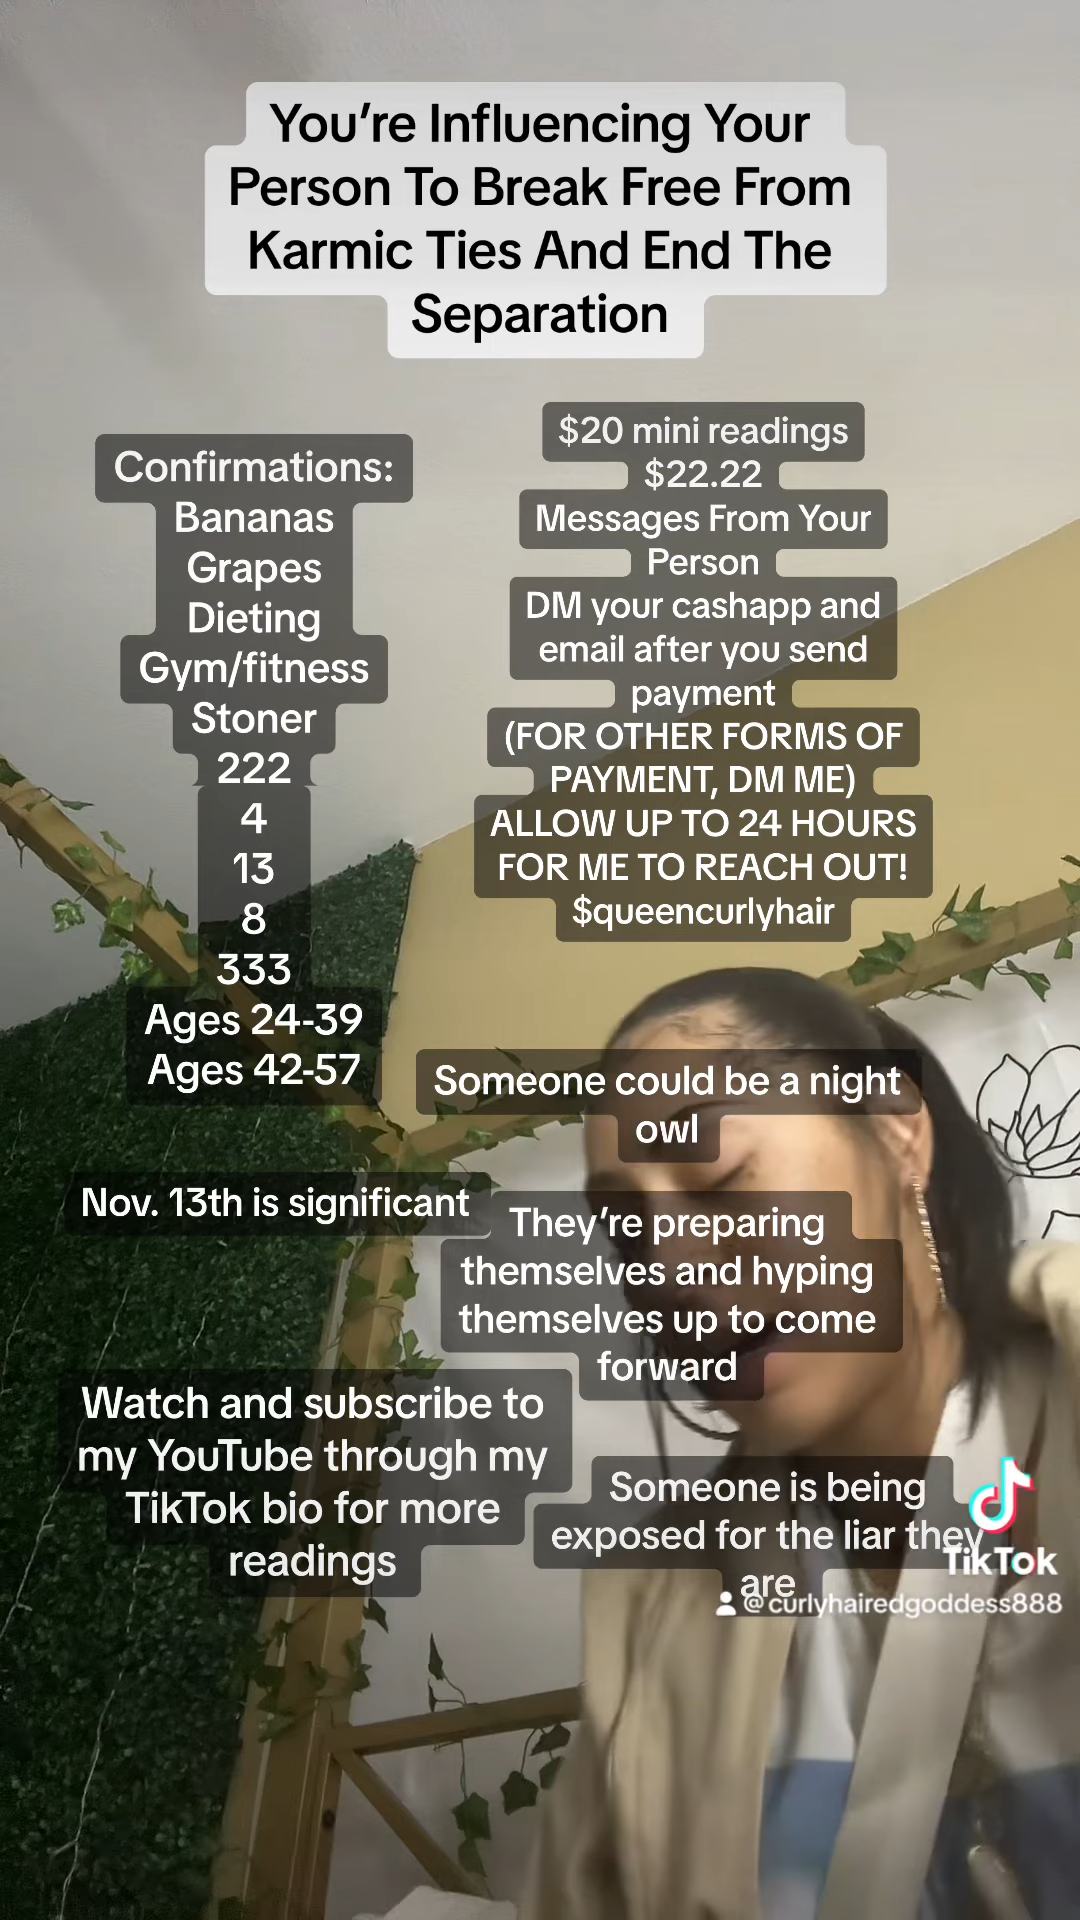 You’re Influencing Your
Person To Break Free From
Karmic Ties And End The
Separation
Confirmations:
Bananas
Grapes
Dieting
Gym/fitness
Stoner
222
4
13
8
333
Ages 24-39
Ages 42-57
$20 mini readings
$22.22
Messages From Your
Person
DM your cashapp and
email after you send
payment
(FOR OTHER FORMS OF
PAYMENT, DM ME)
ALLOW UP TO 24 HOURS
FOR ME TO REACH OUT!
$queencurlyhair
Someone could be a night
owl
Nov. 13th is significant
They’re preparing
themselves and hyping
themselves up to come
forward
Watch and subscribe to
my YouTube through my
TikTok bio for more
readings
Someone is being
exposed for the liar they
are
TikTok
@curlyhairedgoddess888